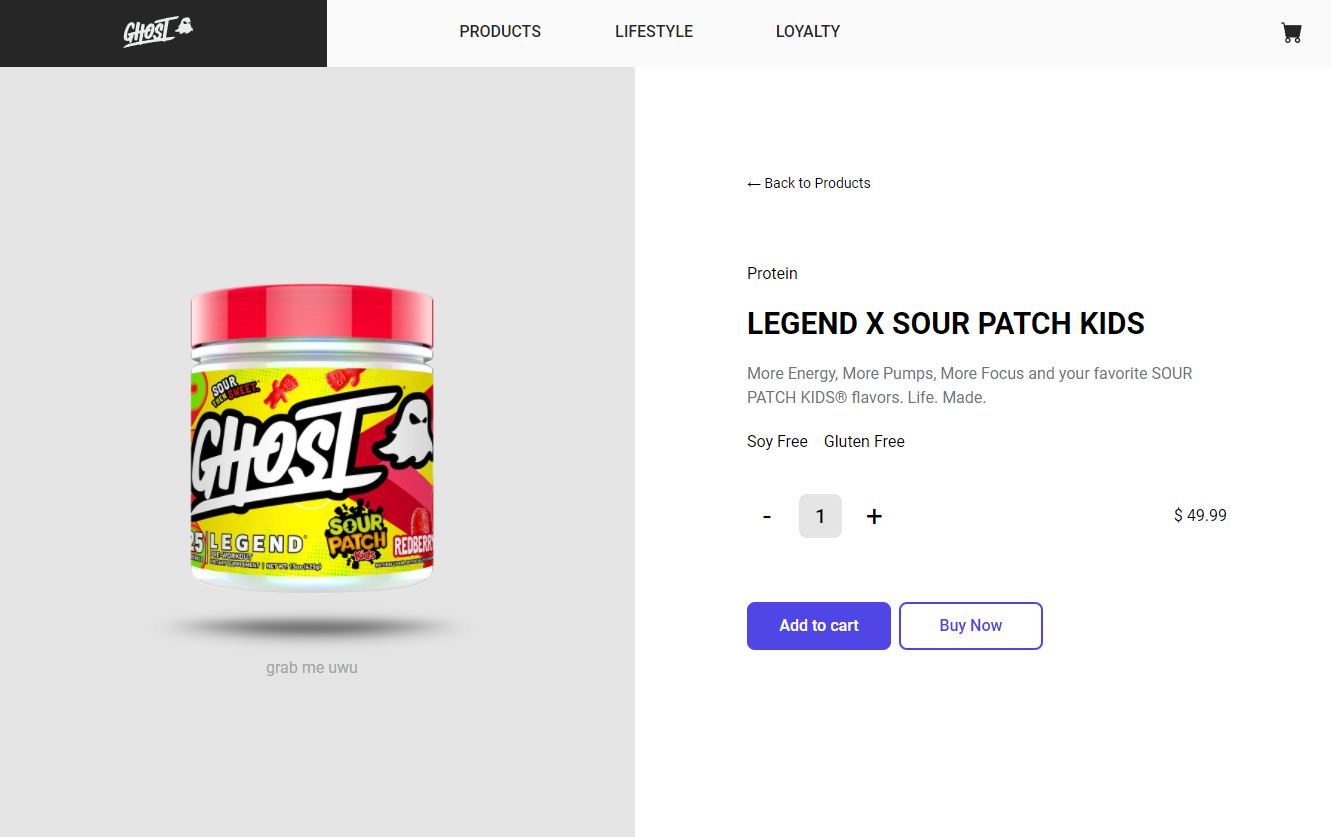 GHOST
PRODUCTS LIFESTYLE LOYALTY
← Back to Products
Protein
LEGEND X SOUR PATCH KIDS
More Energy, More Pumps, More Focus and your favorite SOUR
PATCH KIDS® flavors. Life. Made.
Soy Free Gluten Free
- 1 + $ 49.99
Add to cart Buy Now
SOUR
THEN SWEET.
GHOST
SOUR
PATCH
Kids
REDBERRY
25 LEGEND®
PRE-WORKOUT
DIETARY SUPPLEMENT | NET WT.
grab me uwu